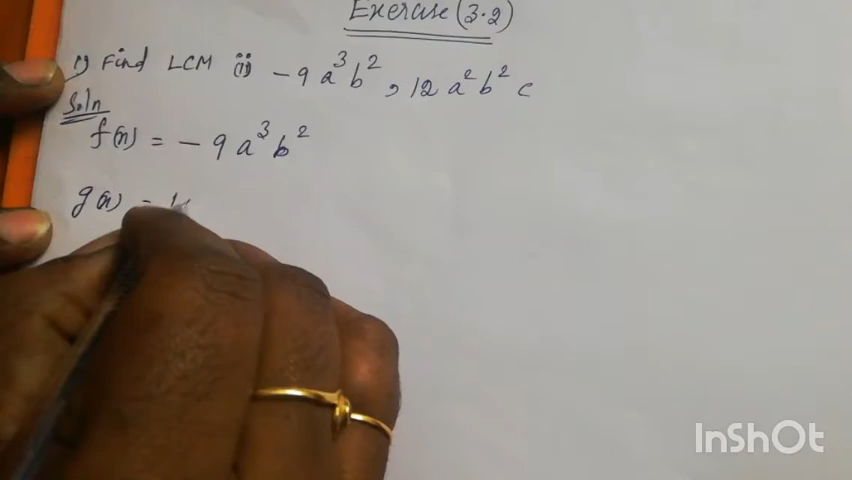 Exercise (3.2)
1) Find LCM (ii) -9a³b², 12a²b²c
Soln
f(x) = -9a³b²
g(x) =
InShOt